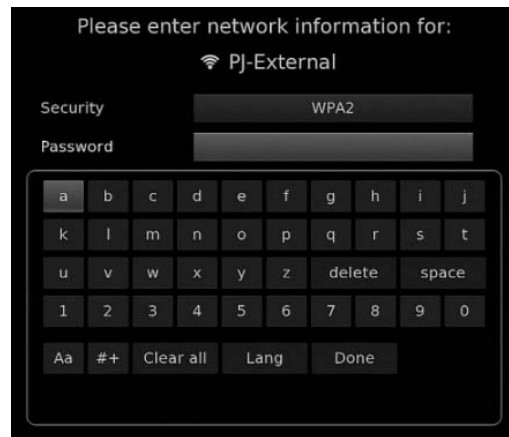 Please enter network information for:
PJ-External
Security WPA2
Password
a b c d e f g h i j
k l m n o p q r s t
u v w x y z delete space
1 2 3 4 5 6 7 8 9 0
Aa #+ Clear all Lang Done